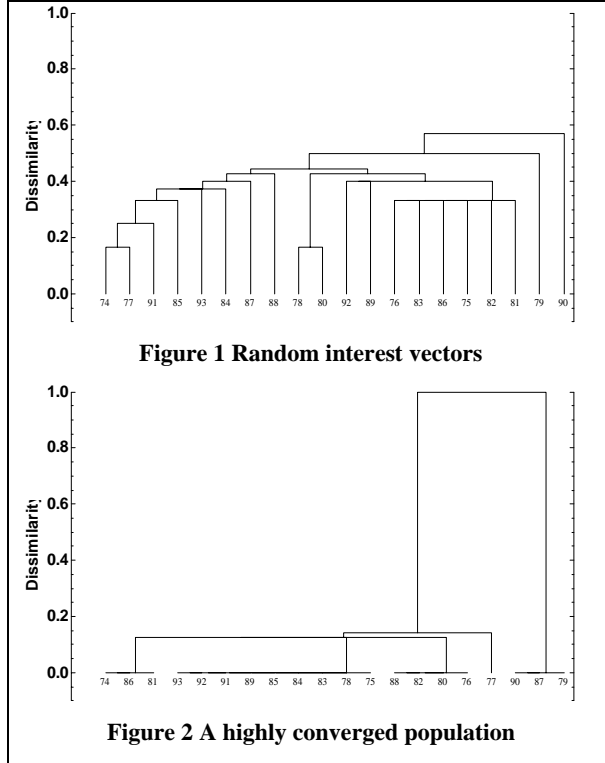 1.0
0.8
0.6
0.4
0.2
0.0
Dissimilarity
74 77 91 85 93 84 87 88 78 80 92 89 76 83 86 75 82 81 79 90
Figure 1 Random interest vectors
1.0
0.8
0.6
0.4
0.2
0.0
Dissimilarity
74 86 81 93 92 91 89 85 84 83 78 75 88 82 80 76 77 90 87 79
Figure 2 A highly converged population